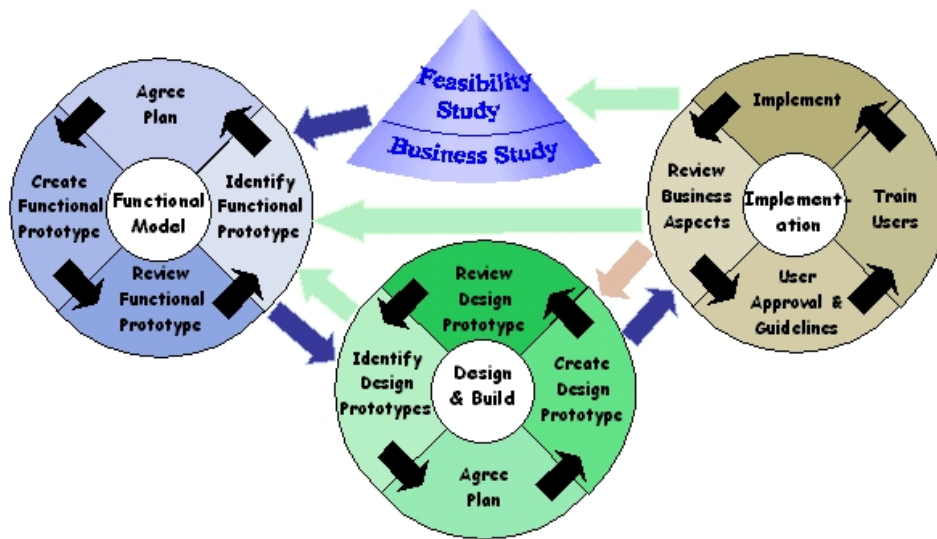 Feasibility
Study
Business Study
Agree
Plan
Create
Functional
Prototype
Functional
Model
Identify
Functional
Prototype
Review
Functional
Prototype
Implement
Review
Business
Aspects
Implement-
ation
Train
Users
User
Approval &
Guidelines
Review
Design
Prototype
Identify
Design
Prototypes
Design
& Build
Create
Design
Prototype
Agree
Plan